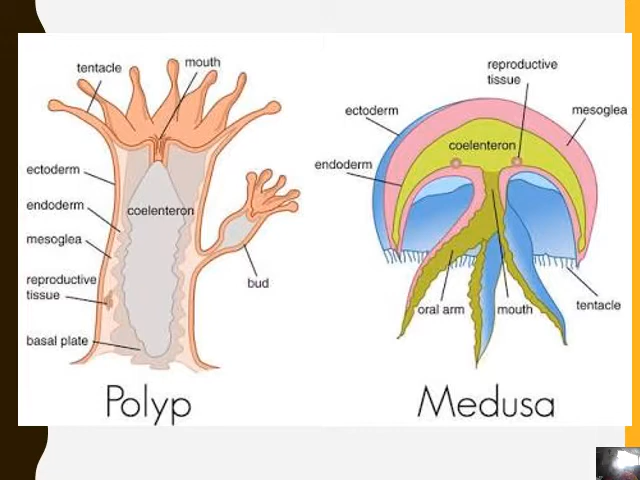 tentacle
mouth
ectoderm
endoderm
coelenteron
mesoglea
reproductive
tissue
bud
basal plate
Polyp
reproductive
tissue
ectoderm
mesoglea
coelenteron
endoderm
tentacle
oral arm
mouth
Medusa